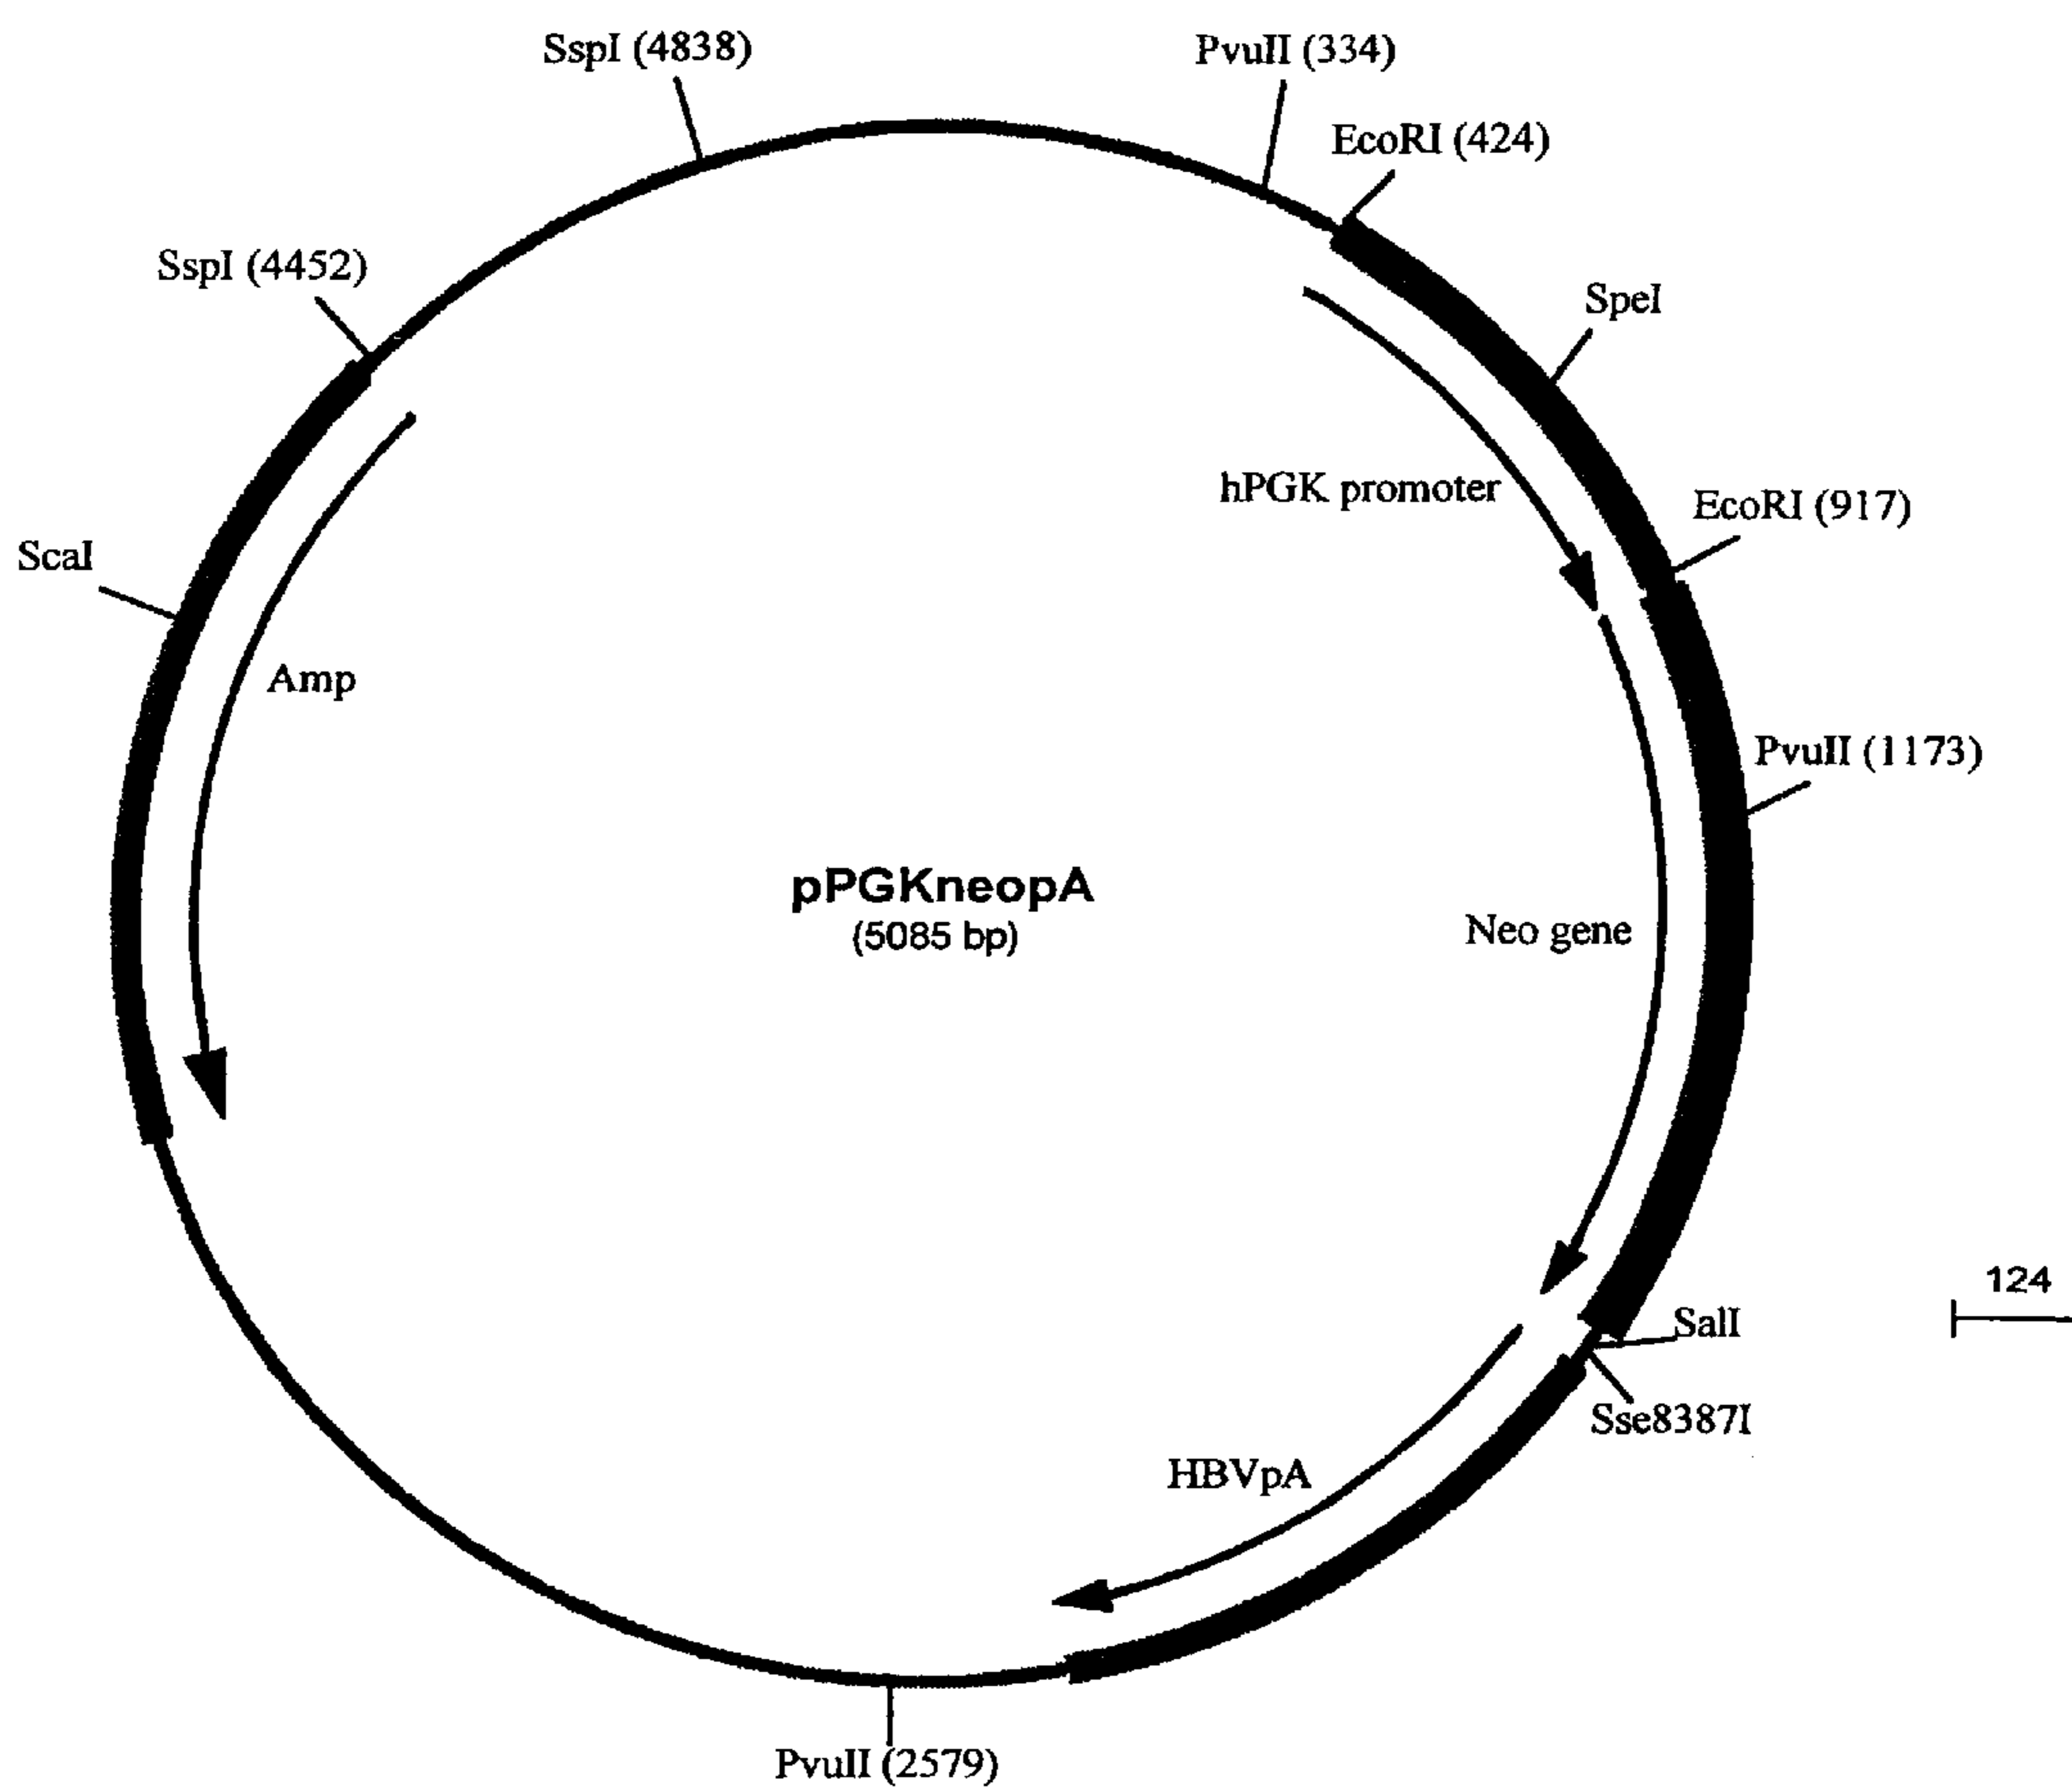 SspI (4838)
PvuII (334)
EcoRI (424)
SspI (4452)
SpeI
hPGK promoter
EcoRI (917)
ScaI
Amp
PvuII (1173)
pPGKneopA
(5085 bp)
Neo gene
124
SalI
Sse8387I
HBVpA
PvuII (2579)